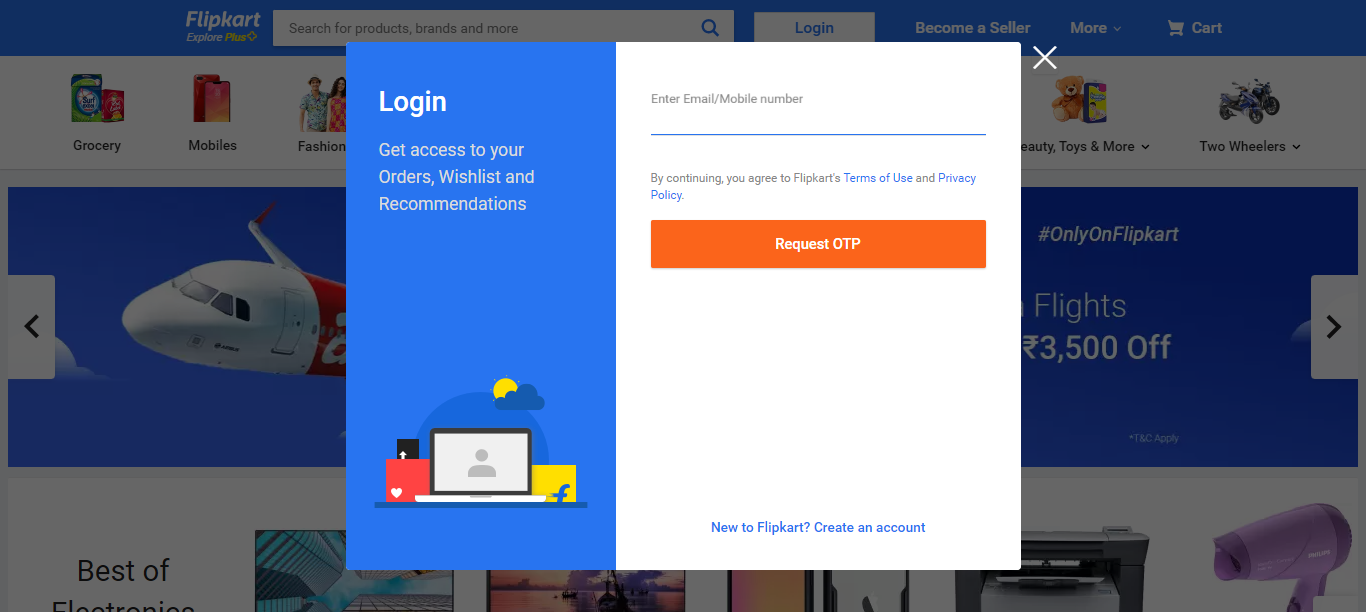 Flipkart
Explore Plus
Search for products, brands and more
Login
Become a Seller
More
Cart
Grocery
Mobiles
Fashion
eauty, Toys & More
Two Wheelers
Login
Get access to your
Orders, Wishlist and
Recommendations
Enter Email/Mobile number
By continuing, you agree to Flipkart's Terms of Use and Privacy
Policy.
Request OTP
New to Flipkart? Create an account
#OnlyOnFlipkart
Flights
₹3,500 Off
*T&C Apply
AIRBUS
Best of
Electronics
PHILIPS